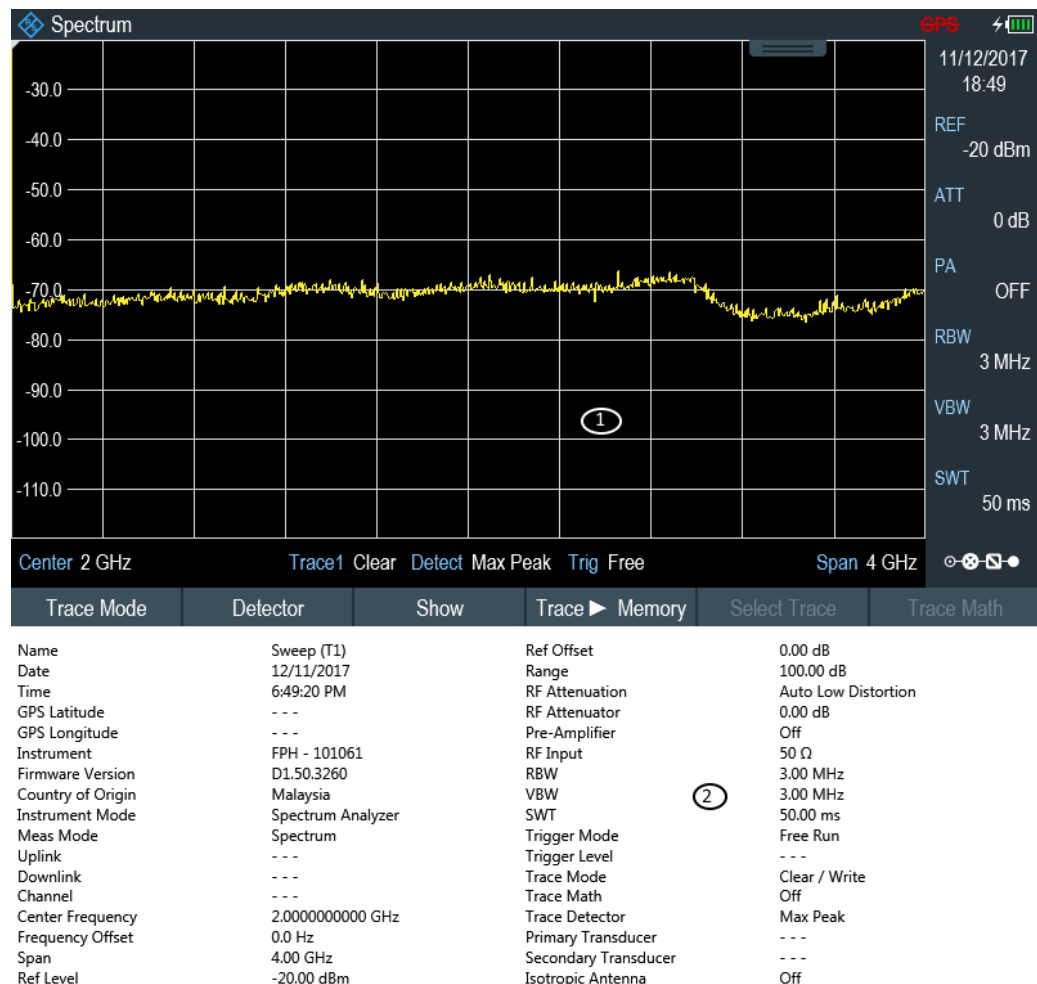 Spectrum GPS
11/12/2017
18:49
-30.0
REF
-20 dBm
-40.0
ATT
0 dB
-50.0
-60.0
PA
OFF
-70.0
RBW
3 MHz
-80.0
-90.0
VBW
3 MHz
1
-100.0
SWT
50 ms
-110.0
Center 2 GHz Trace1 Clear Detect Max Peak Trig Free Span 4 GHz
Trace Mode Detector Show Trace ► Memory Select Trace Trace Math
Name Sweep (T1) Ref Offset 0.00 dB
Date 12/11/2017 Range 100.00 dB
Time 6:49:20 PM RF Attenuation Auto Low Distortion
GPS Latitude - - - RF Attenuator 0.00 dB
GPS Longitude - - - Pre-Amplifier Off
Instrument FPH - 101061 RF Input 50 Ω
Firmware Version D1.50.3260 RBW 3.00 MHz
Country of Origin Malaysia VBW 2 3.00 MHz
Instrument Mode Spectrum Analyzer SWT 50.00 ms
Meas Mode Spectrum Trigger Mode Free Run
Uplink - - - Trigger Level - - -
Downlink - - - Trace Mode Clear / Write
Channel - - - Trace Math Off
Center Frequency 2.0000000000 GHz Trace Detector Max Peak
Frequency Offset 0.0 Hz Primary Transducer - - -
Span 4.00 GHz Secondary Transducer - - -
Ref Level -20.00 dBm Isotropic Antenna Off